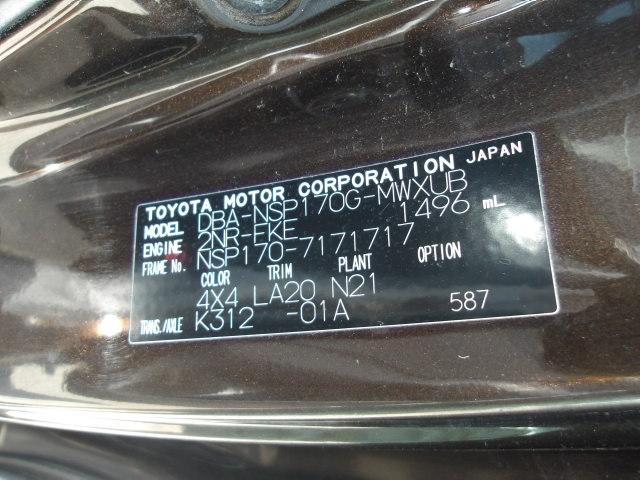 TOYOTA MOTOR CORPORATION JAPAN
MODEL DBA-NSP170G-MWXUB
ENGINE 2NR-FKE 1496 mL
FRAME No. NSP170-7171717
COLOR TRIM PLANT OPTION
4X4 LA20 N21
TRANS./AXLE K312 -01A 587